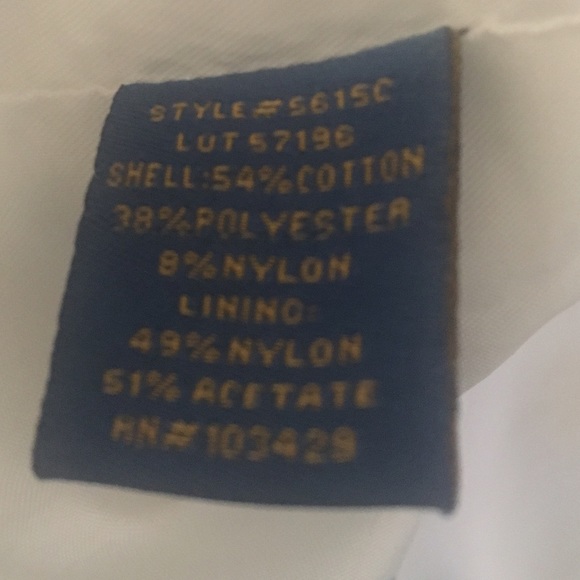 STYLE#5615C
LUT 57196
SHELL:54%COTTON
38%POLYESTER
8%NYLON
LINING:
49%NYLON
51% ACETATE
RN#103429